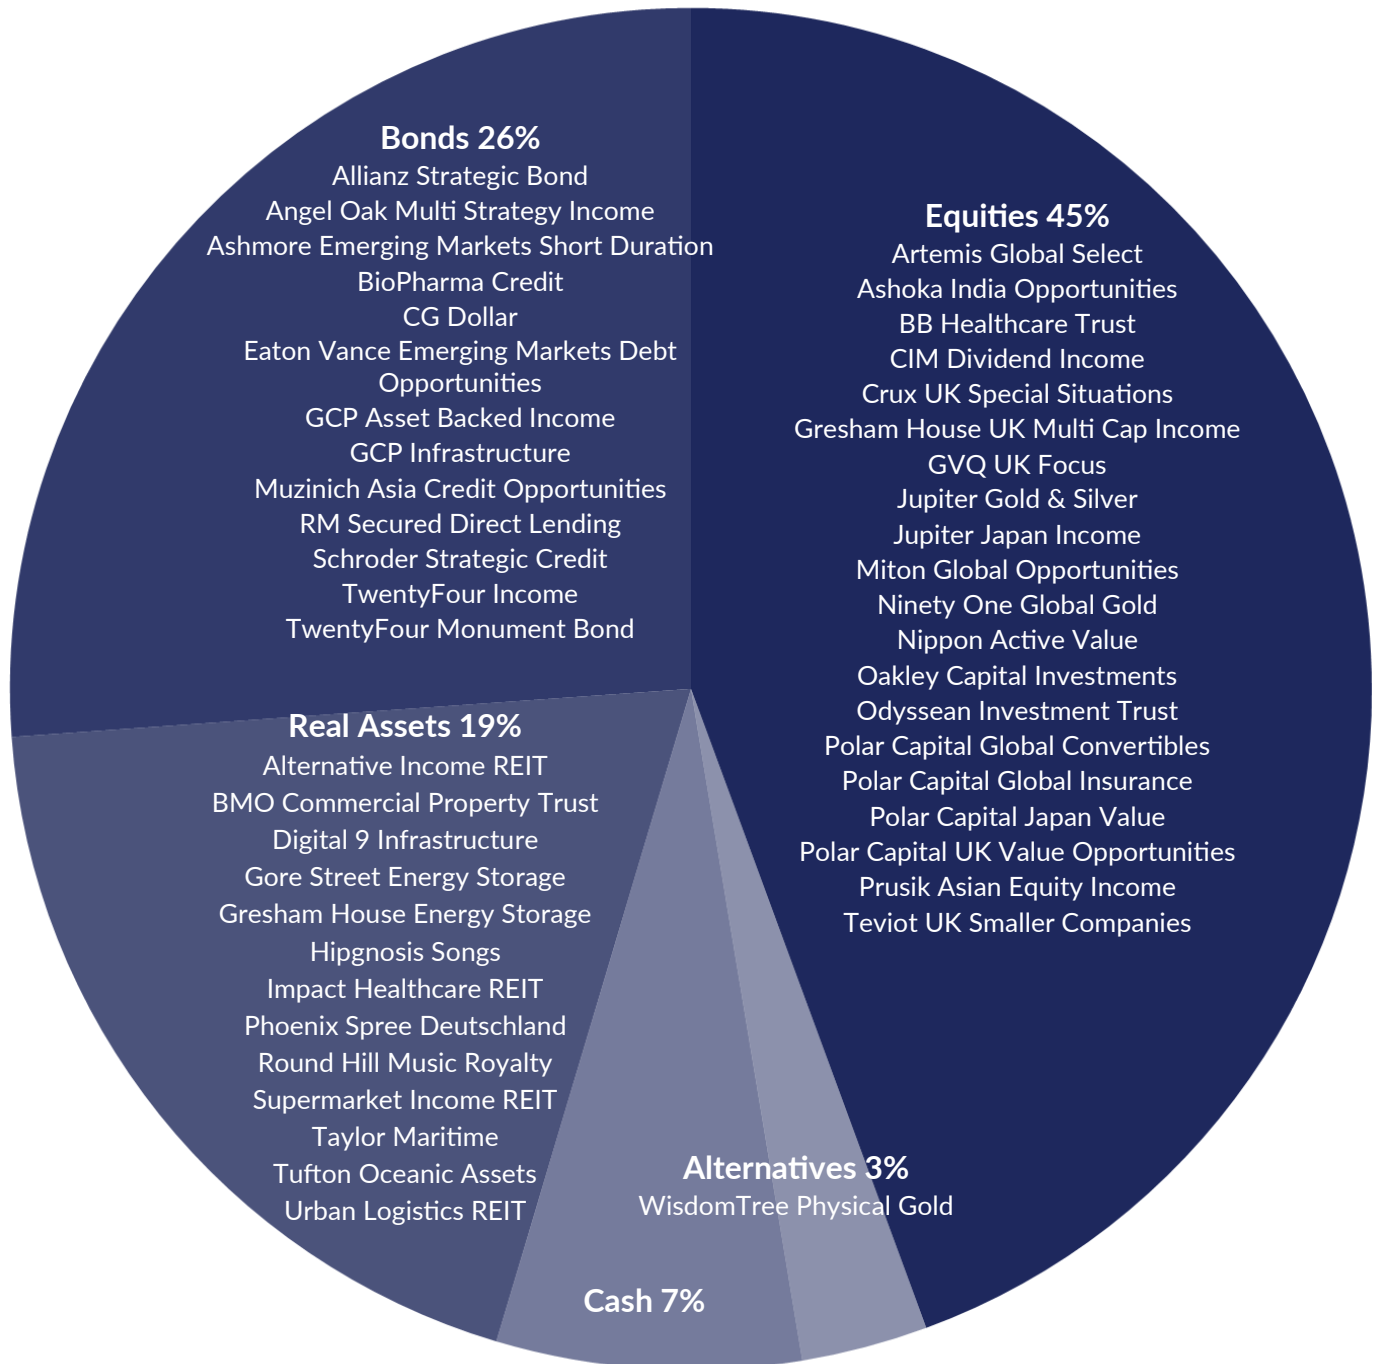 Bonds 26%
Allianz Strategic Bond
Angel Oak Multi Strategy Income
Ashmore Emerging Markets Short Duration
BioPharma Credit
CG Dollar
Eaton Vance Emerging Markets Debt
Opportunities
GCP Asset Backed Income
GCP Infrastructure
Muzinich Asia Credit Opportunities
RM Secured Direct Lending
Schroder Strategic Credit
TwentyFour Income
TwentyFour Monument Bond
Equities 45%
Artemis Global Select
Ashoka India Opportunities
BB Healthcare Trust
CIM Dividend Income
Crux UK Special Situations
Gresham House UK Multi Cap Income
GVQ UK Focus
Jupiter Gold & Silver
Jupiter Japan Income
Miton Global Opportunities
Ninety One Global Gold
Nippon Active Value
Oakley Capital Investments
Odyssean Investment Trust
Polar Capital Global Convertibles
Polar Capital Global Insurance
Polar Capital Japan Value
Polar Capital UK Value Opportunities
Prusik Asian Equity Income
Teviot UK Smaller Companies
Real Assets 19%
Alternative Income REIT
BMO Commercial Property Trust
Digital 9 Infrastructure
Gore Street Energy Storage
Gresham House Energy Storage
Hipgnosis Songs
Impact Healthcare REIT
Phoenix Spree Deutschland
Round Hill Music Royalty
Supermarket Income REIT
Taylor Maritime
Tufton Oceanic Assets
Urban Logistics REIT
Alternatives 3%
WisdomTree Physical Gold
Cash 7%